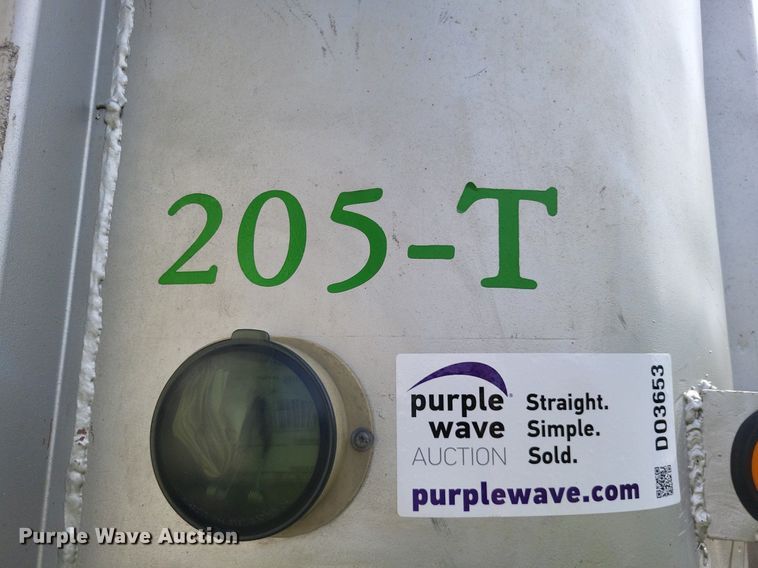 205-T
purple
wave
AUCTION
Straight.
Simple.
Sold.
purplewave.com
DO3653
Purple Wave Auction